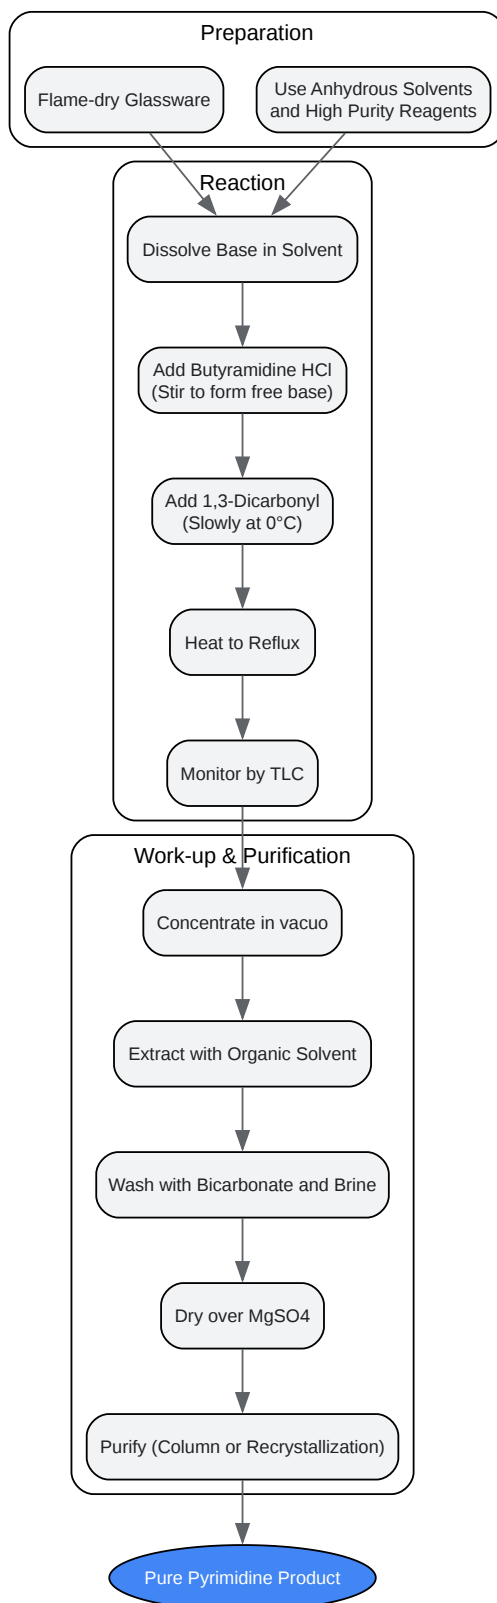 Preparation
Flame-dry Glassware
Use Anhydrous Solvents
and High Purity Reagents
Reaction
Dissolve Base in Solvent
Add Butyramidine HCl
(Stir to form free base)
Add 1,3-Dicarbonyl
(Slowly at 0°C)
Heat to Reflux
Monitor by TLC
Work-up & Purification
Concentrate in vacuo
Extract with Organic Solvent
Wash with Bicarbonate and Brine
Dry over MgSO4
Purify (Column or Recrystallization)
Pure Pyrimidine Product